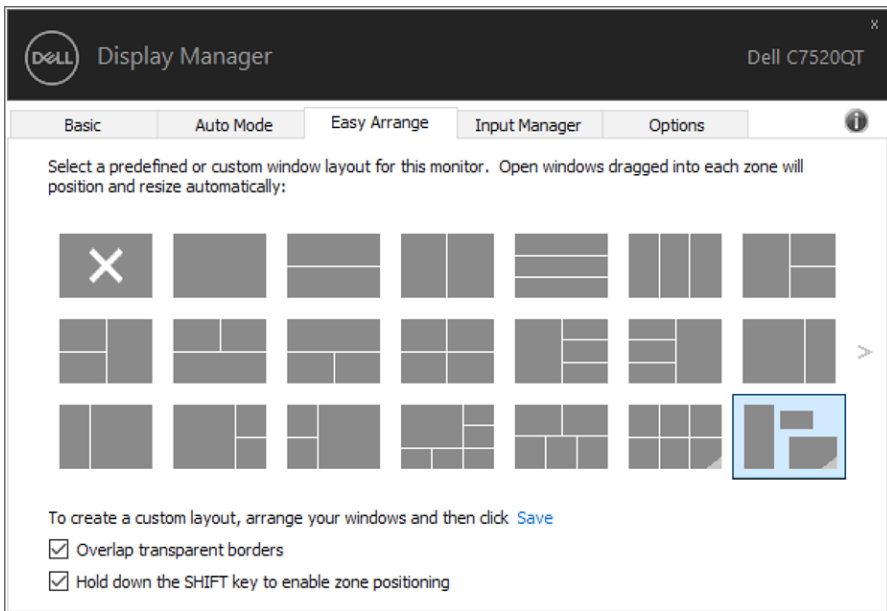 x
DELL Display Manager Dell C7520QT
Basic Auto Mode Easy Arrange Input Manager Options i
Select a predefined or custom window layout for this monitor. Open windows dragged into each zone will
position and resize automatically:
>
To create a custom layout, arrange your windows and then click Save
Overlap transparent borders
Hold down the SHIFT key to enable zone positioning